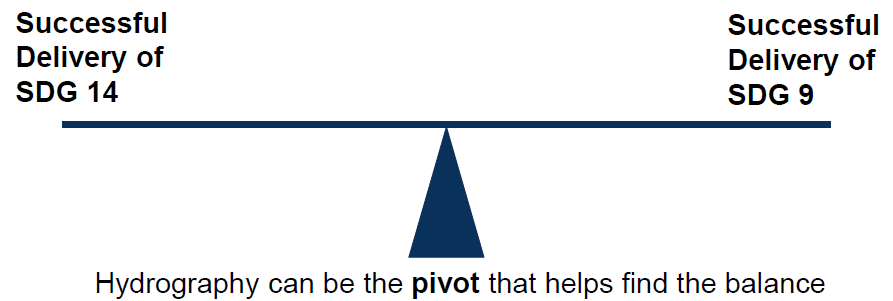 Successful
Delivery of
SDG 14
Successful
Delivery of
SDG 9
Hydrography can be the pivot that helps find the balance